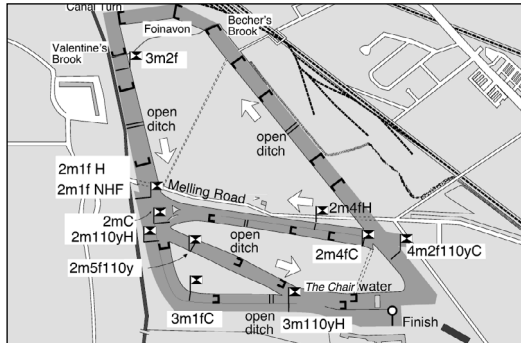 Canal Turn
Foinavon
Becher's
Brook
Valentine's
Brook
3m2f
open
ditch
open
ditch
2m1f H
2m1f NHF
Melling Road
2mC
2m110yH
2m4fH
open
ditch
2m4fC
4m2f110yC
2m5f110y
The Chair
water
3m1fC
open
ditch
3m110yH
Finish